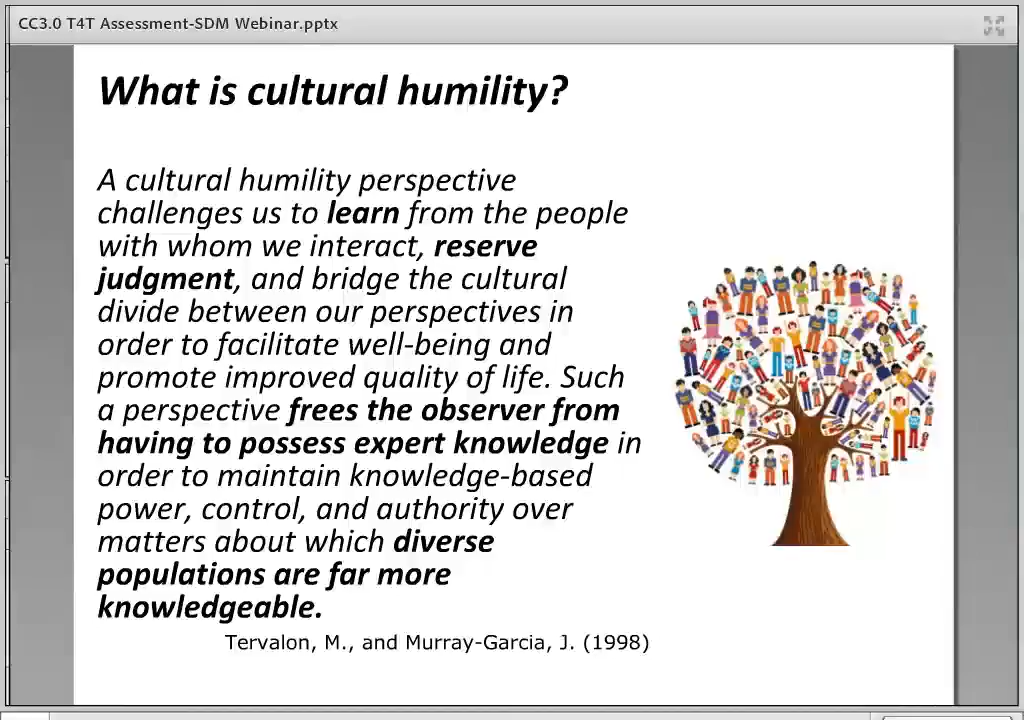 CC3.0 T4T Assessment-SDM Webinar.pptx
What is cultural humility?
A cultural humility perspective
challenges us to learn from the people
with whom we interact, reserve
judgment, and bridge the cultural
divide between our perspectives in
order to facilitate well-being and
promote improved quality of life. Such
a perspective frees the observer from
having to possess expert knowledge in
order to maintain knowledge-based
power, control, and authority over
matters about which diverse
populations are far more
knowledgeable.
Tervalon, M., and Murray-Garcia, J. (1998)